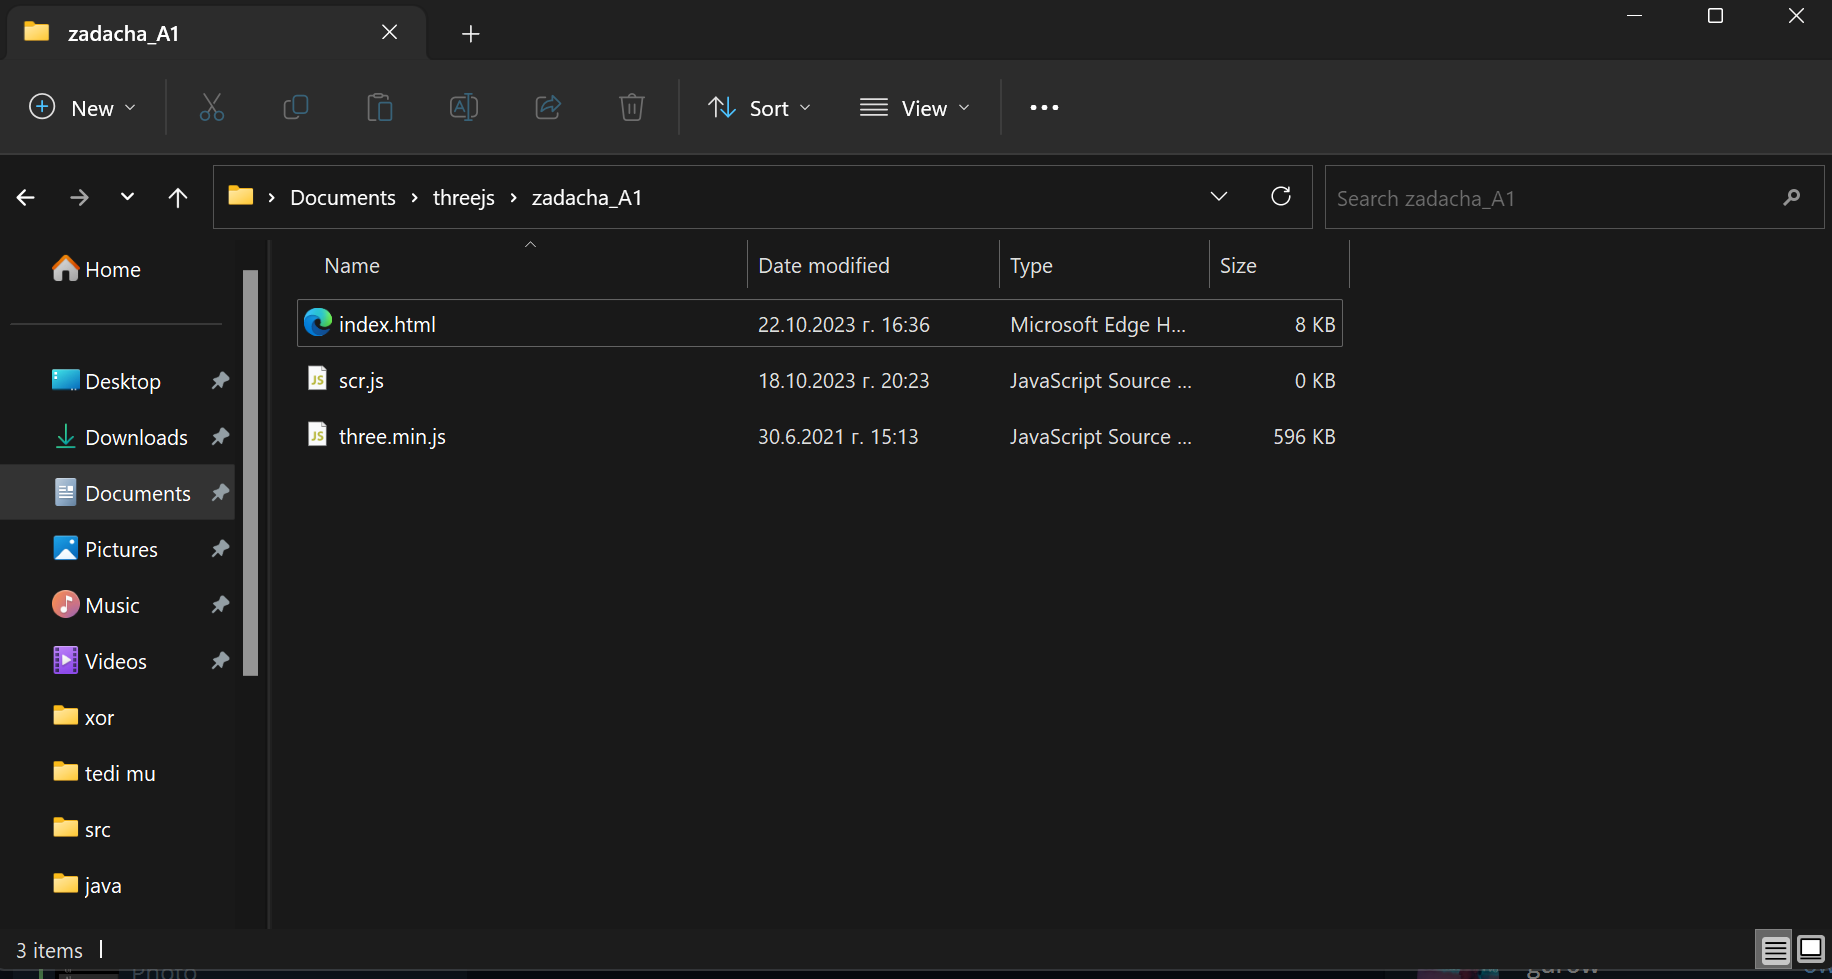 zadacha_A1
New
Sort
View
Documents
threejs
zadacha_A1
Search zadacha_A1
Home
Desktop
Downloads
Documents
Pictures
Music
Videos
xor
tedi mu
src
java
Name Date modified Type Size
index.html 22.10.2023 г. 16:36 Microsoft Edge H... 8 KB
scr.js 18.10.2023 г. 20:23 JavaScript Source ... 0 KB
three.min.js 30.6.2021 г. 15:13 JavaScript Source ... 596 KB
3 items
Photo